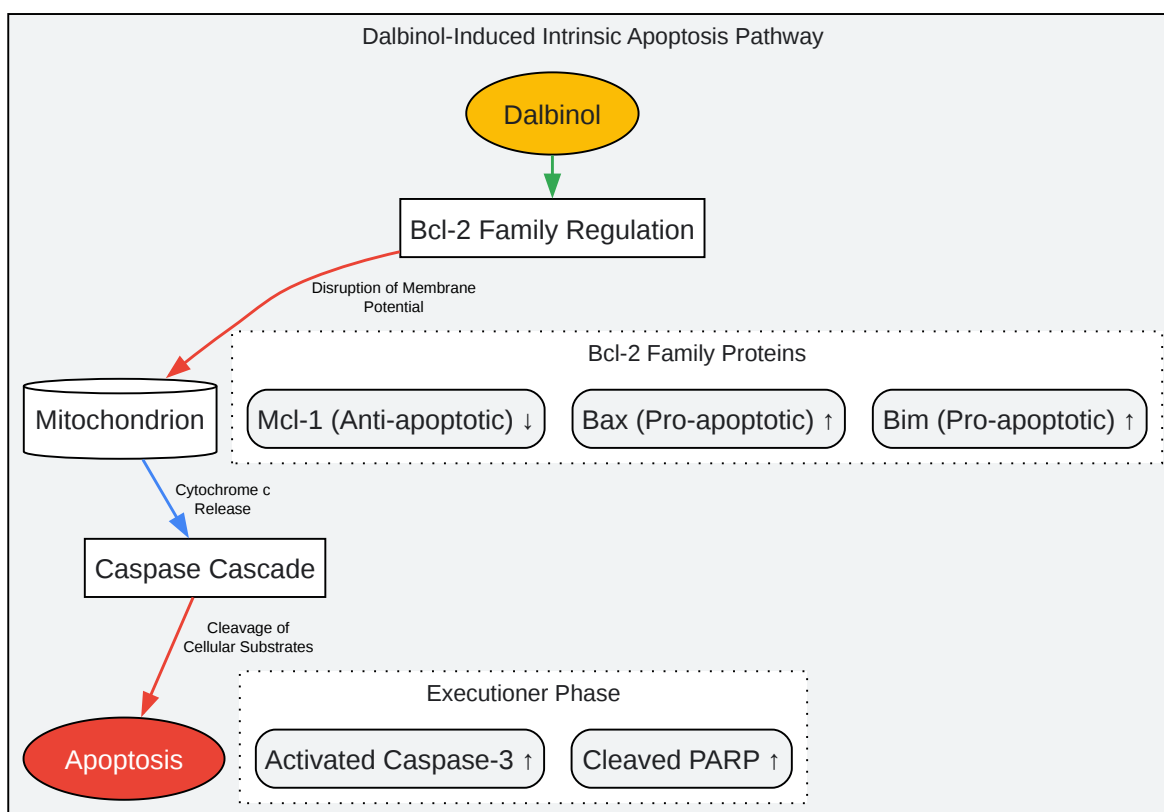 Dalbinol-Induced Intrinsic Apoptosis Pathway
Dalbinol
Bcl-2 Family Regulation
Disruption of Membrane
Potential
Bcl-2 Family Proteins
Mitochondrion
Mcl-1 (Anti-apoptotic) ↓
Bax (Pro-apoptotic) ↑
Bim (Pro-apoptotic) ↑
Cytochrome c
Release
Caspase Cascade
Cleavage of
Cellular Substrates
Executioner Phase
Apoptosis
Activated Caspase-3 ↑
Cleaved PARP ↑